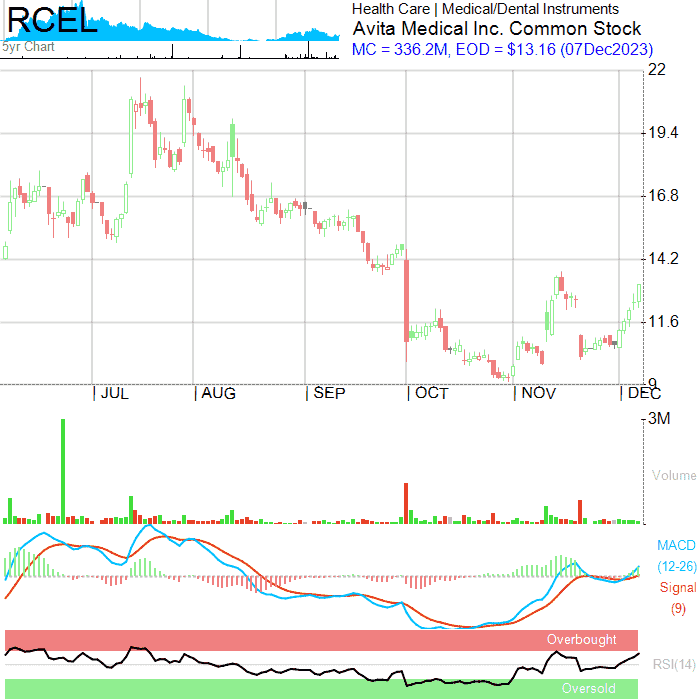 RCEL
5yr Chart
Health Care | Medical/Dental Instruments
Avita Medical Inc. Common Stock
MC = 336.2M, EOD = $13.16 (07Dec2023)
22
19.4
16.8
14.2
11.6
9
JUL AUG SEP OCT NOV DEC
3M
Volume
MACD
(12-26)
Signal
(9)
Overbought
RSI(14)
Oversold